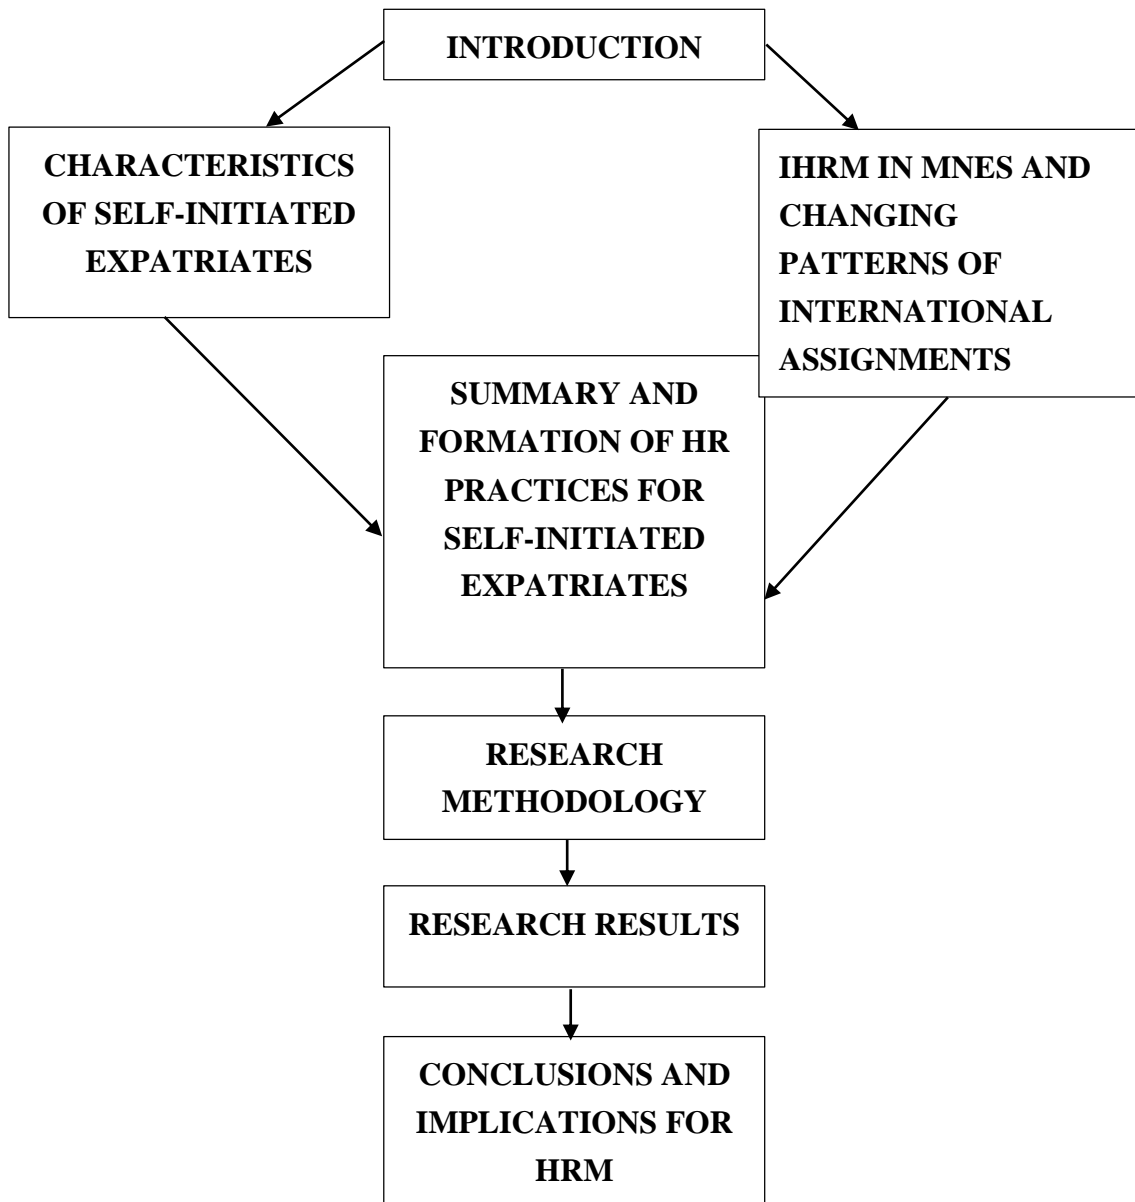 INTRODUCTION
CHARACTERISTICS
OF SELF-INITIATED
EXPATRIATES
IHRM IN MNES AND
CHANGING
PATTERNS OF
INTERNATIONAL
ASSIGNMENTS
SUMMARY AND
FORMATION OF HR
PRACTICES FOR
SELF-INITIATED
EXPATRIATES
RESEARCH
METHODOLOGY
RESEARCH RESULTS
CONCLUSIONS AND
IMPLICATIONS FOR
HRM